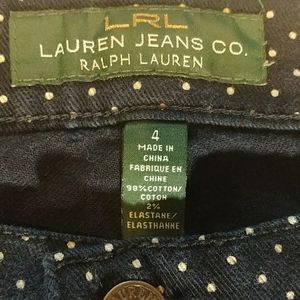 LRL
LAUREN JEANS CO.
RALPH LAUREN
4
MADE IN
CHINA
FABRIQUE EN
CHINE
98% COTTON/
COTON
2%
ELASTANE/
ELASTHANNE